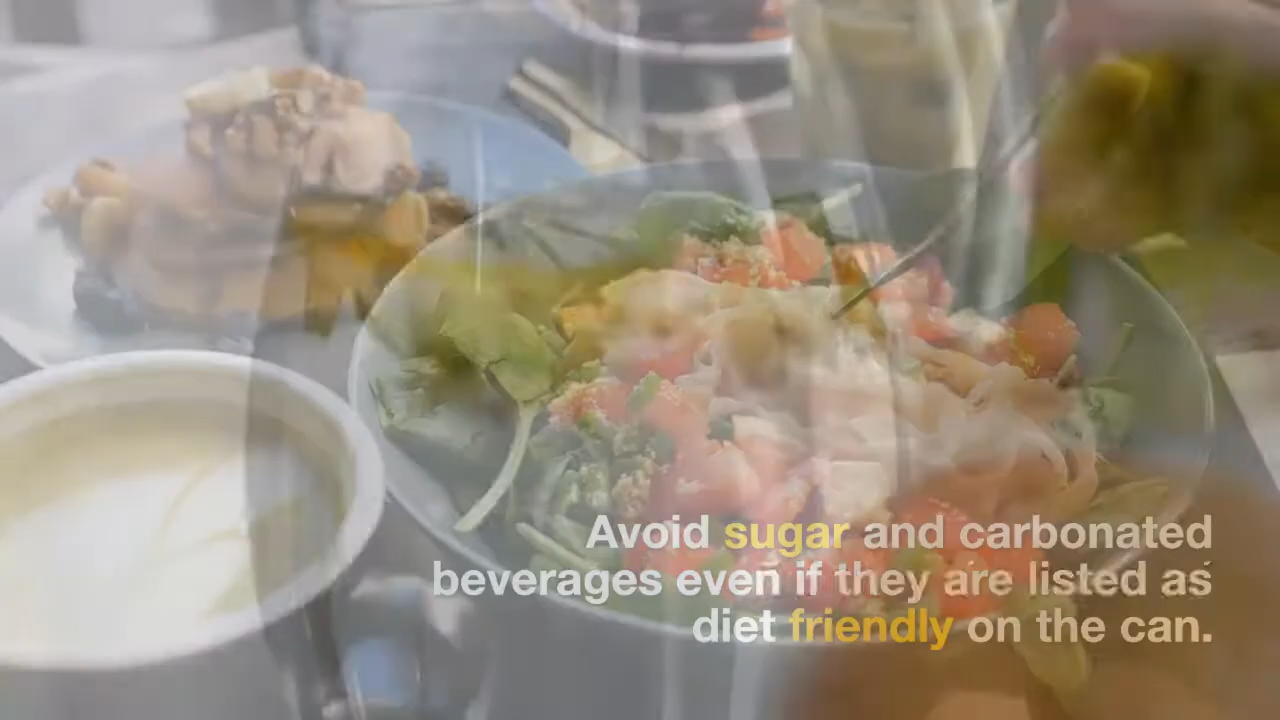 Avoid sugar and carbonated
beverages even if they are listed as
diet friendly on the can.